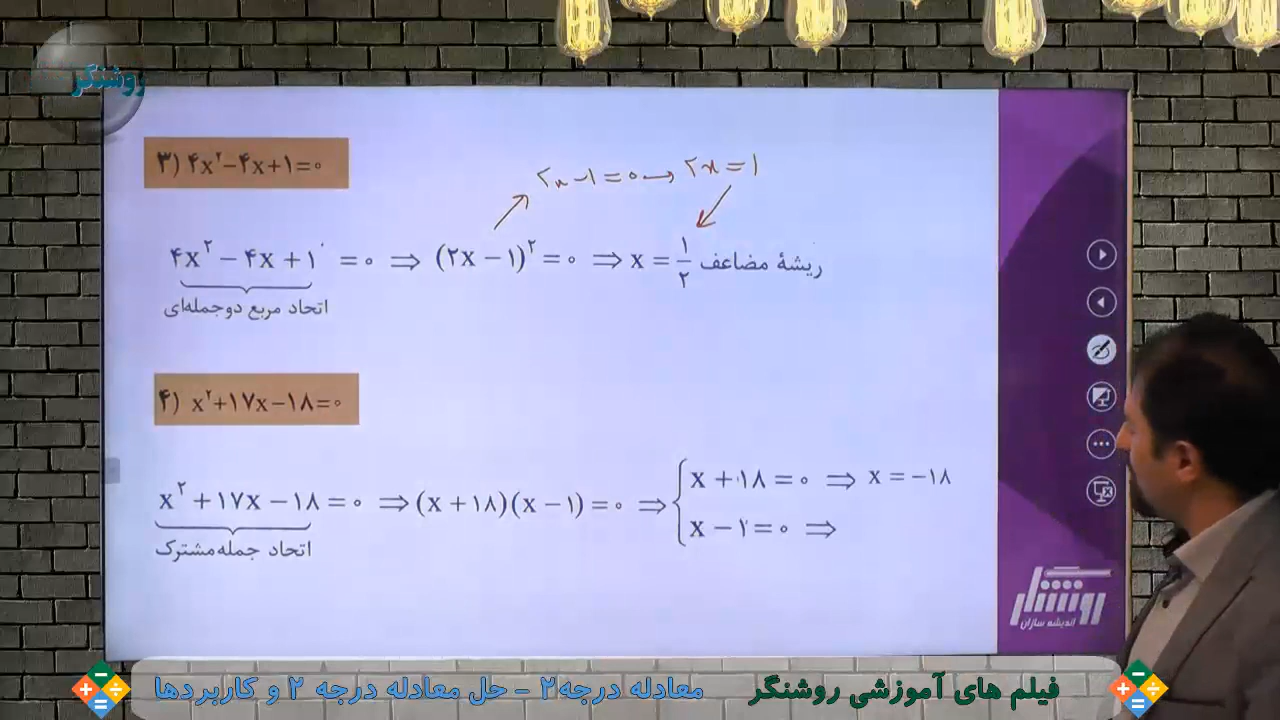 روشنگر
۳) ۴x²−۴x+۱=۰
۲x−۱=۰ → ۲x=۱
۴x² − ۴x + ۱ = ۰ ⇒ (۲x − ۱)² = ۰ ⇒ x = ۱/۲ ریشهٔ مضاعف
اتحاد مربع دوجمله‌ای
۴) x²+۱۷x−۱۸=۰
x² + ۱۷x − ۱۸ = ۰ ⇒ (x + ۱۸)(x − ۱) = ۰ ⇒ { x + ۱۸ = ۰ ⇒ x = −۱۸
x − ۱ = ۰ ⇒
اتحاد جمله‌مشترک
روشنگر
اندیشه سازان
فیلم های آموزشی روشنگر
معادله درجه۲ - حل معادله درجه ۲ و کاربردها